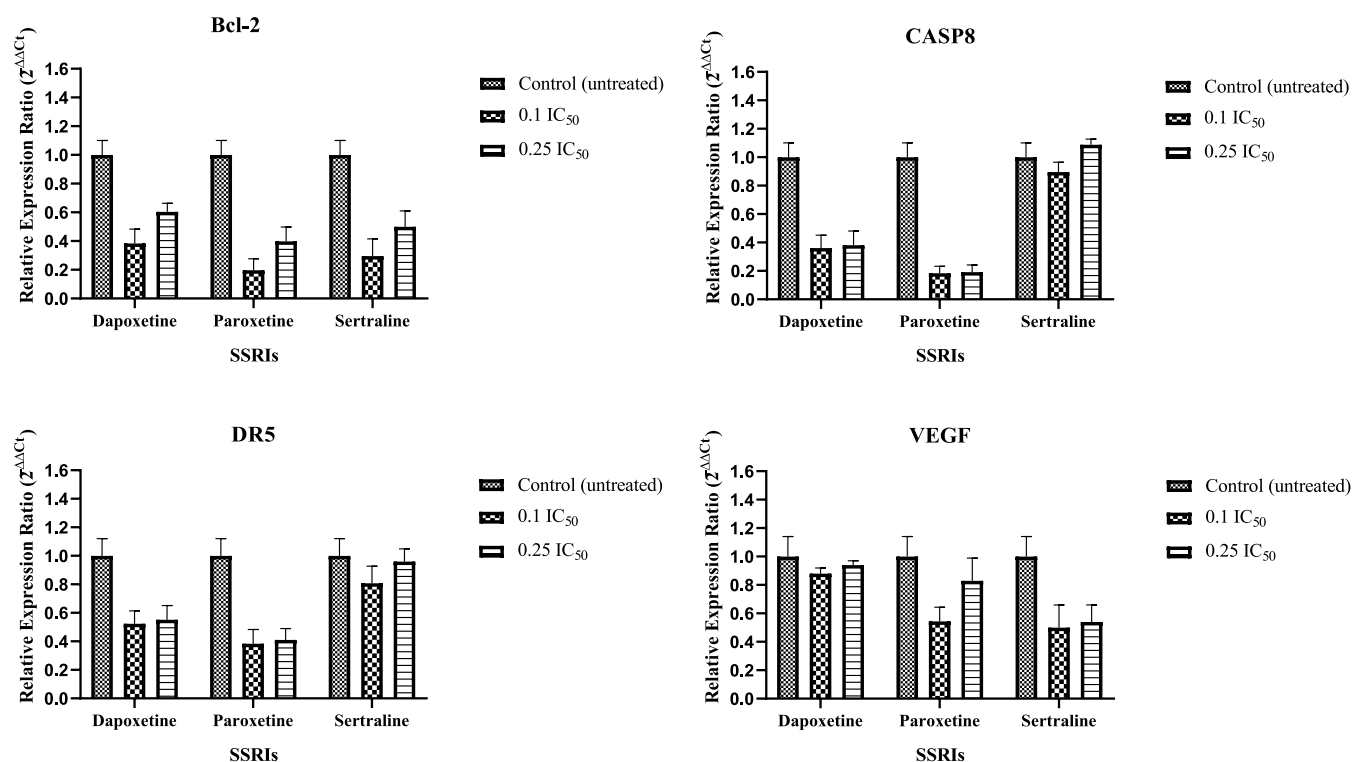 Bcl-2
Relative Expression Ratio (2^-ΔΔCt)
1.6
1.4
1.2
1.0
0.8
0.6
0.4
0.2
0.0
Dapoxetine Paroxetine Sertraline
SSRIs
Control (untreated)
0.1 IC50
0.25 IC50
CASP8
Relative Expression Ratio (2^-ΔΔCt)
1.6
1.4
1.2
1.0
0.8
0.6
0.4
0.2
0.0
Dapoxetine Paroxetine Sertraline
SSRIs
Control (untreated)
0.1 IC50
0.25 IC50
DR5
Relative Expression Ratio (2^-ΔΔCt)
1.6
1.4
1.2
1.0
0.8
0.6
0.4
0.2
0.0
Dapoxetine Paroxetine Sertraline
SSRIs
Control (untreated)
0.1 IC50
0.25 IC50
VEGF
Relative Expression Ratio (2^-ΔΔCt)
1.6
1.4
1.2
1.0
0.8
0.6
0.4
0.2
0.0
Dapoxetine Paroxetine Sertraline
SSRIs
Control (untreated)
0.1 IC50
0.25 IC50